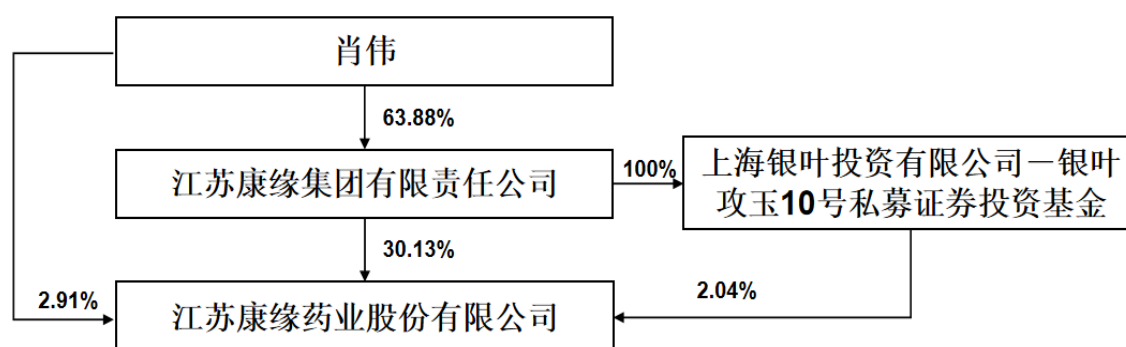 肖伟
63.88%
江苏康缘集团有限责任公司
100%
上海银叶投资有限公司－银叶
攻玉10号私募证券投资基金
30.13%
2.91%
2.04%
江苏康缘药业股份有限公司